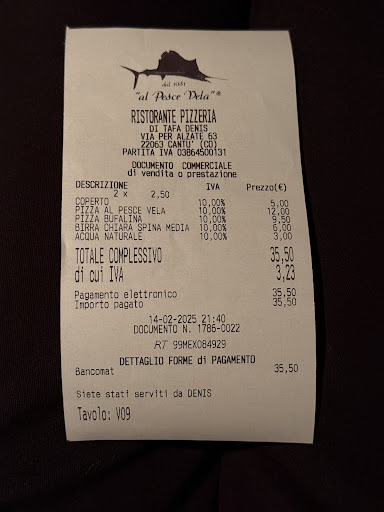 dal 1981
"al Pesce Vela"®
RISTORANTE PIZZERIA
DI TAFA DENIS
VIA PER ALZATE 63
22063 CANTU' (CO)
PARTITA IVA 03864500131
DOCUMENTO COMMERCIALE
di vendita o prestazione
DESCRIZIONE IVA Prezzo(€)
2 x 2,50
COPERTO 10,00% 5,00
PIZZA AL PESCE VELA 10,00% 12,00
PIZZA BUFALINA 10,00% 9,50
BIRRA CHIARA SPINA MEDIA 10,00% 6,00
ACQUA NATURALE 10,00% 3,00
TOTALE COMPLESSIVO 35,50
di cui IVA 3,23
Pagamento elettronico 35,50
Importo pagato 35,50
14-02-2025 21:40
DOCUMENTO N. 1786-0022
RT 99MEX084929
DETTAGLIO FORME di PAGAMENTO
Bancomat 35,50
Siete stati serviti da DENIS
Tavolo: V09